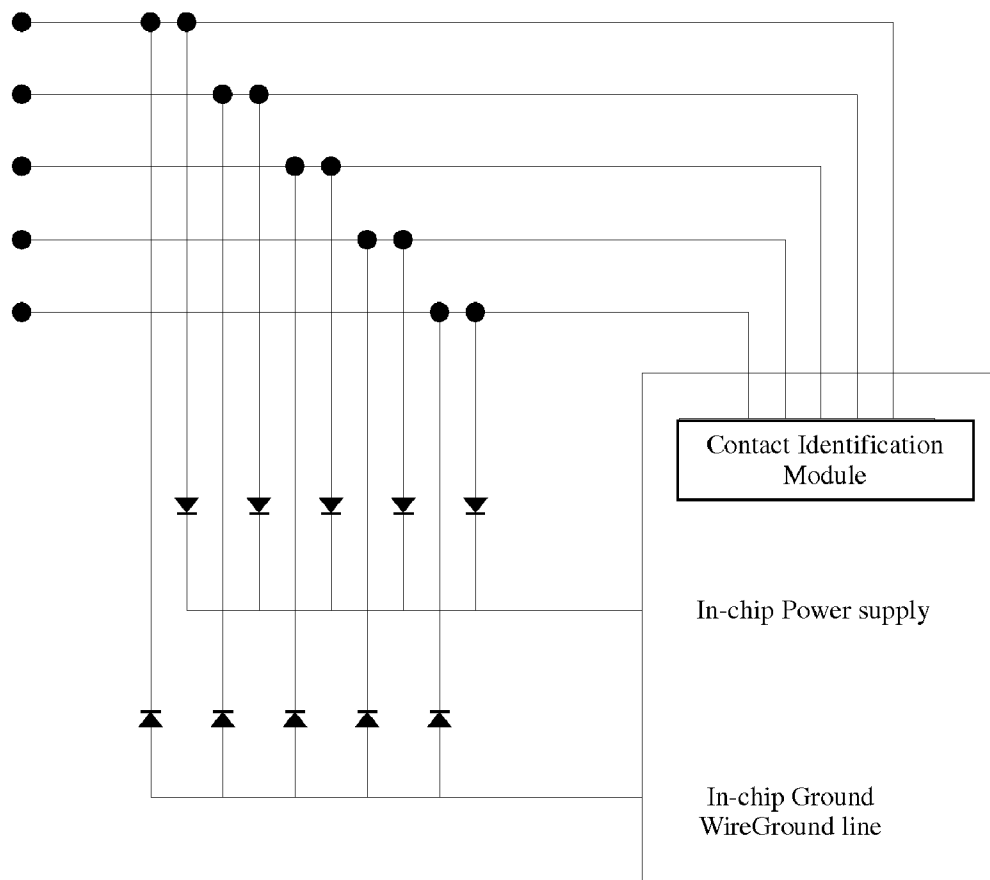 Contact Identification
Module
In-chip Power supply
In-chip Ground
WireGround line